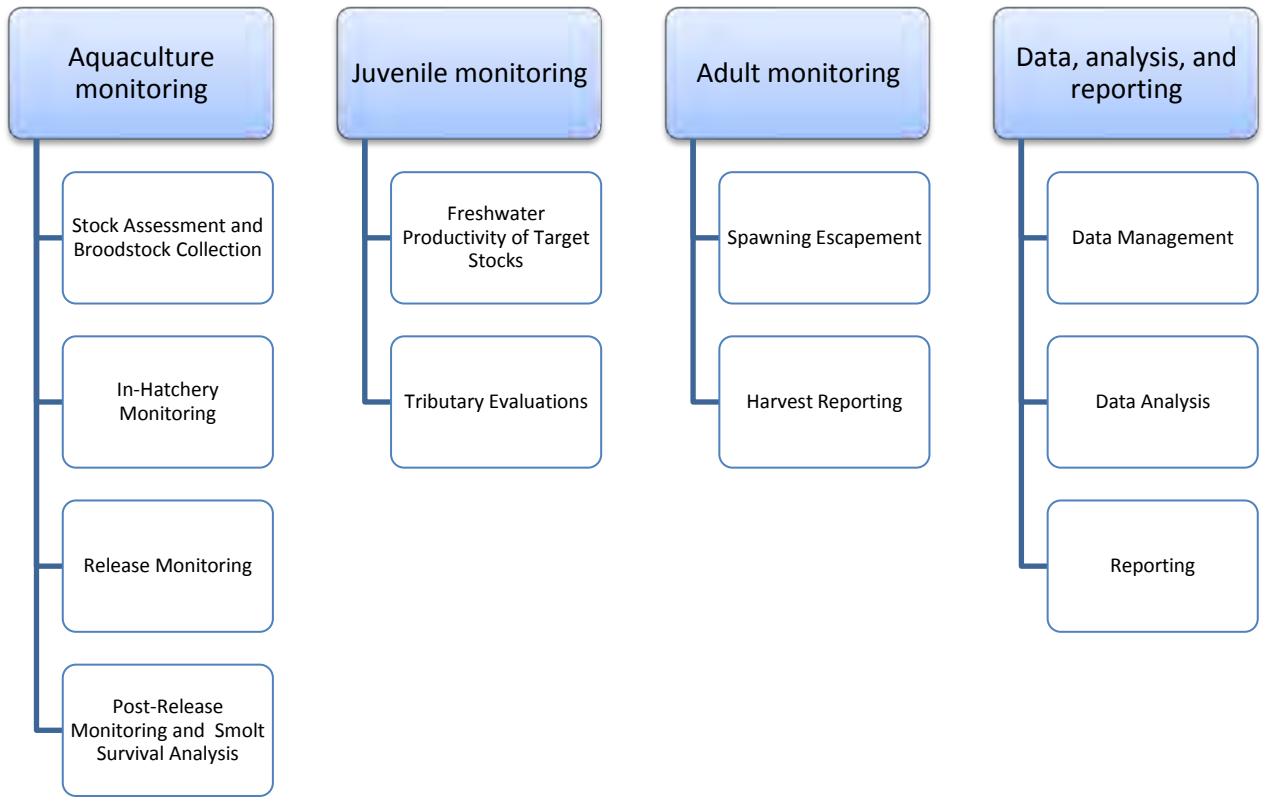 Aquaculture
monitoring
Stock Assessment and
Broodstock Collection
In-Hatchery
Monitoring
Release Monitoring
Post-Release
Monitoring and Smolt
Survival Analysis
Juvenile monitoring
Freshwater
Productivity of Target
Stocks
Tributary Evaluations
Adult monitoring
Spawning Escapement
Harvest Reporting
Data, analysis, and
reporting
Data Management
Data Analysis
Reporting